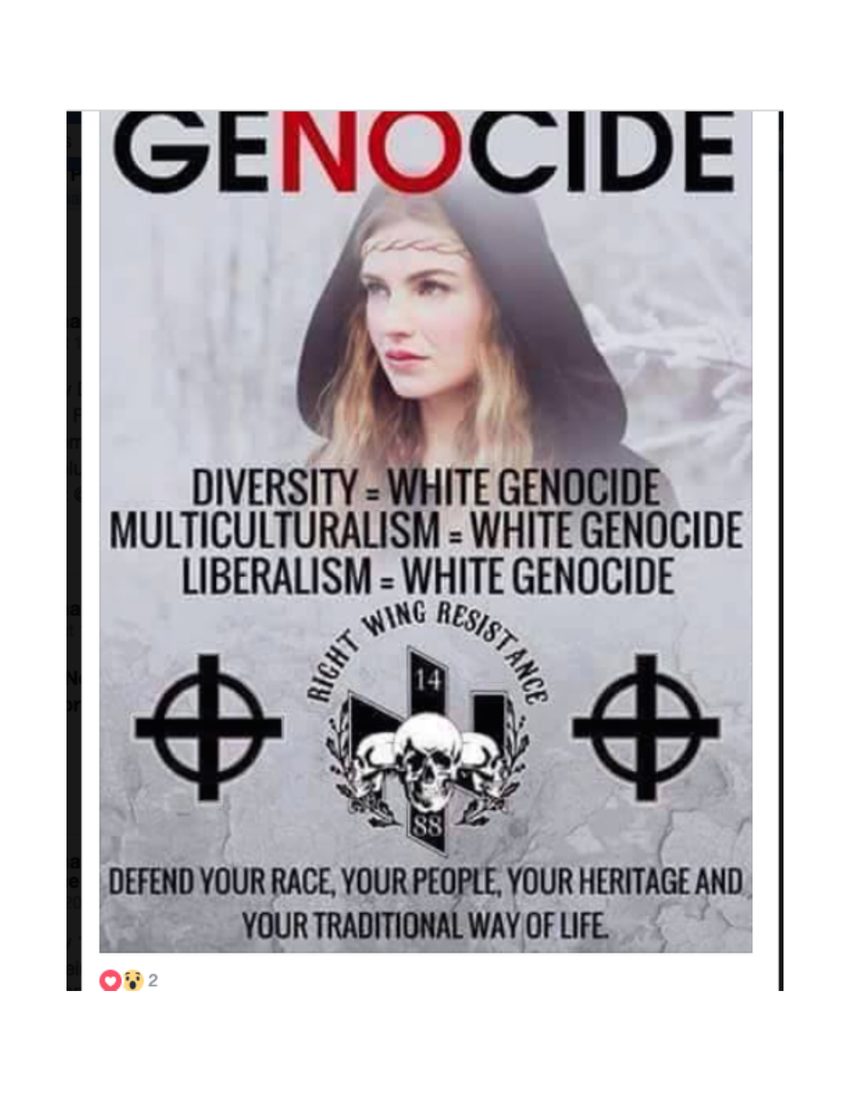 GENOCIDE
DIVERSITY = WHITE GENOCIDE
MULTICULTURALISM = WHITE GENOCIDE
LIBERALISM = WHITE GENOCIDE
RIGHT WING RESISTANCE
14
88
DEFEND YOUR RACE, YOUR PEOPLE, YOUR HERITAGE AND
YOUR TRADITIONAL WAY OF LIFE.
2